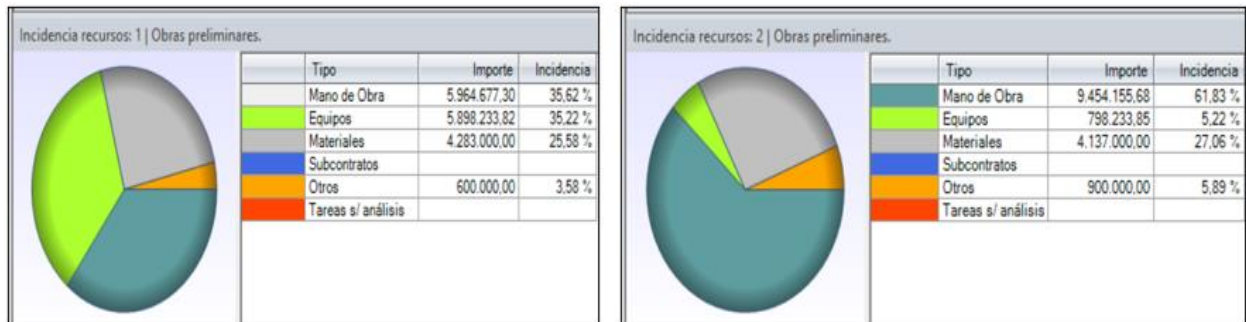 Incidencia recursos: 1 | Obras preliminares.
Tipo Importe Incidencia
Mano de Obra 5.964.677,30 35,62 %
Equipos 5.898.233,82 35,22 %
Materiales 4.283.000,00 25,58 %
Subcontratos
Otros 600.000,00 3,58 %
Tareas s/ análisis
Incidencia recursos: 2 | Obras preliminares.
Tipo Importe Incidencia
Mano de Obra 9.454.155,68 61,83 %
Equipos 798.233,85 5,22 %
Materiales 4.137.000,00 27,06 %
Subcontratos
Otros 900.000,00 5,89 %
Tareas s/ análisis